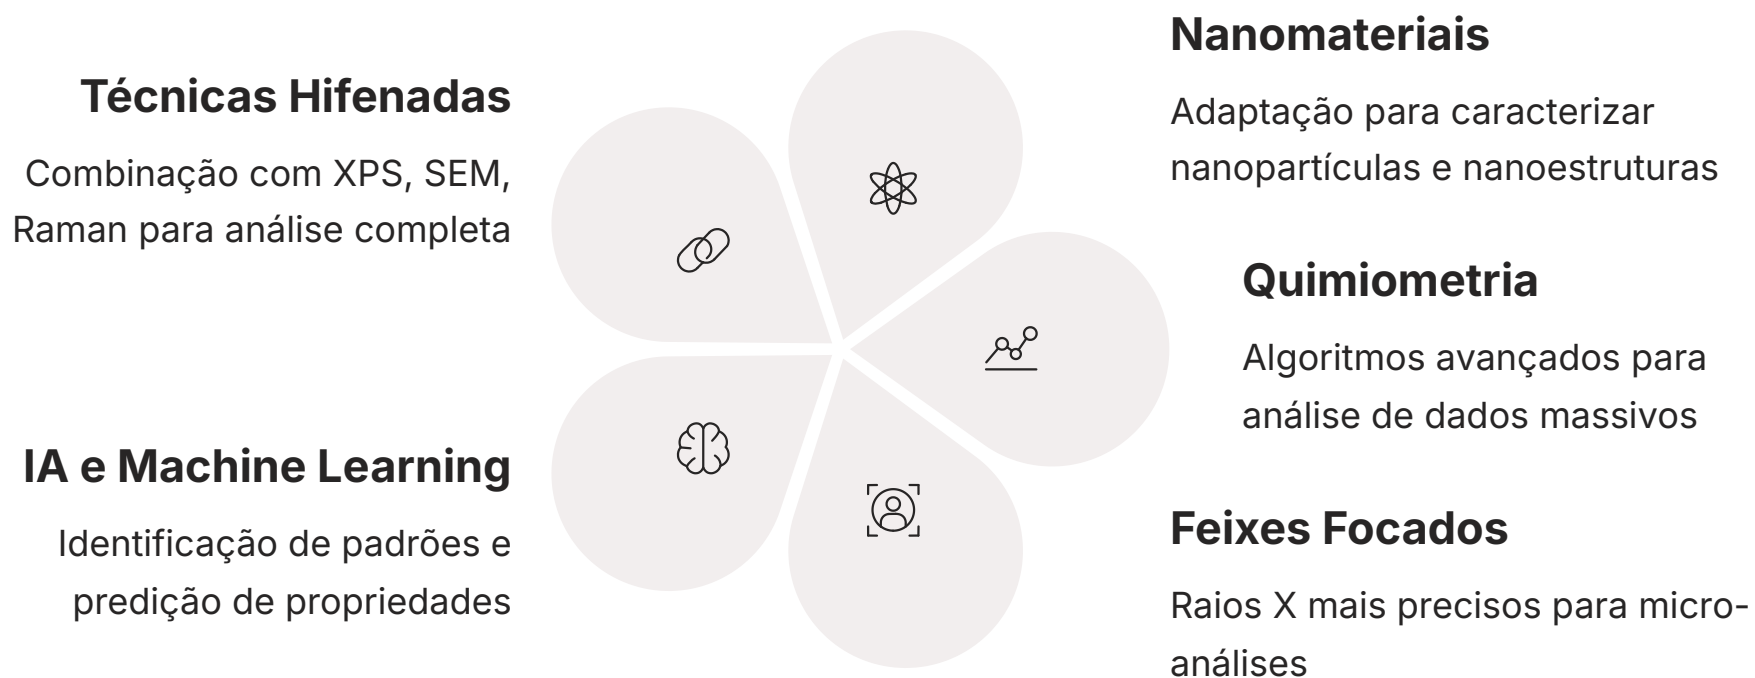 Técnicas Hifenadas
Combinação com XPS, SEM,
Raman para análise completa
IA e Machine Learning
Identificação de padrões e
predição de propriedades
Nanomateriais
Adaptação para caracterizar
nanopartículas e nanoestruturas
Quimiometria
Algoritmos avançados para
análise de dados massivos
Feixes Focados
Raios X mais precisos para micro-
análises